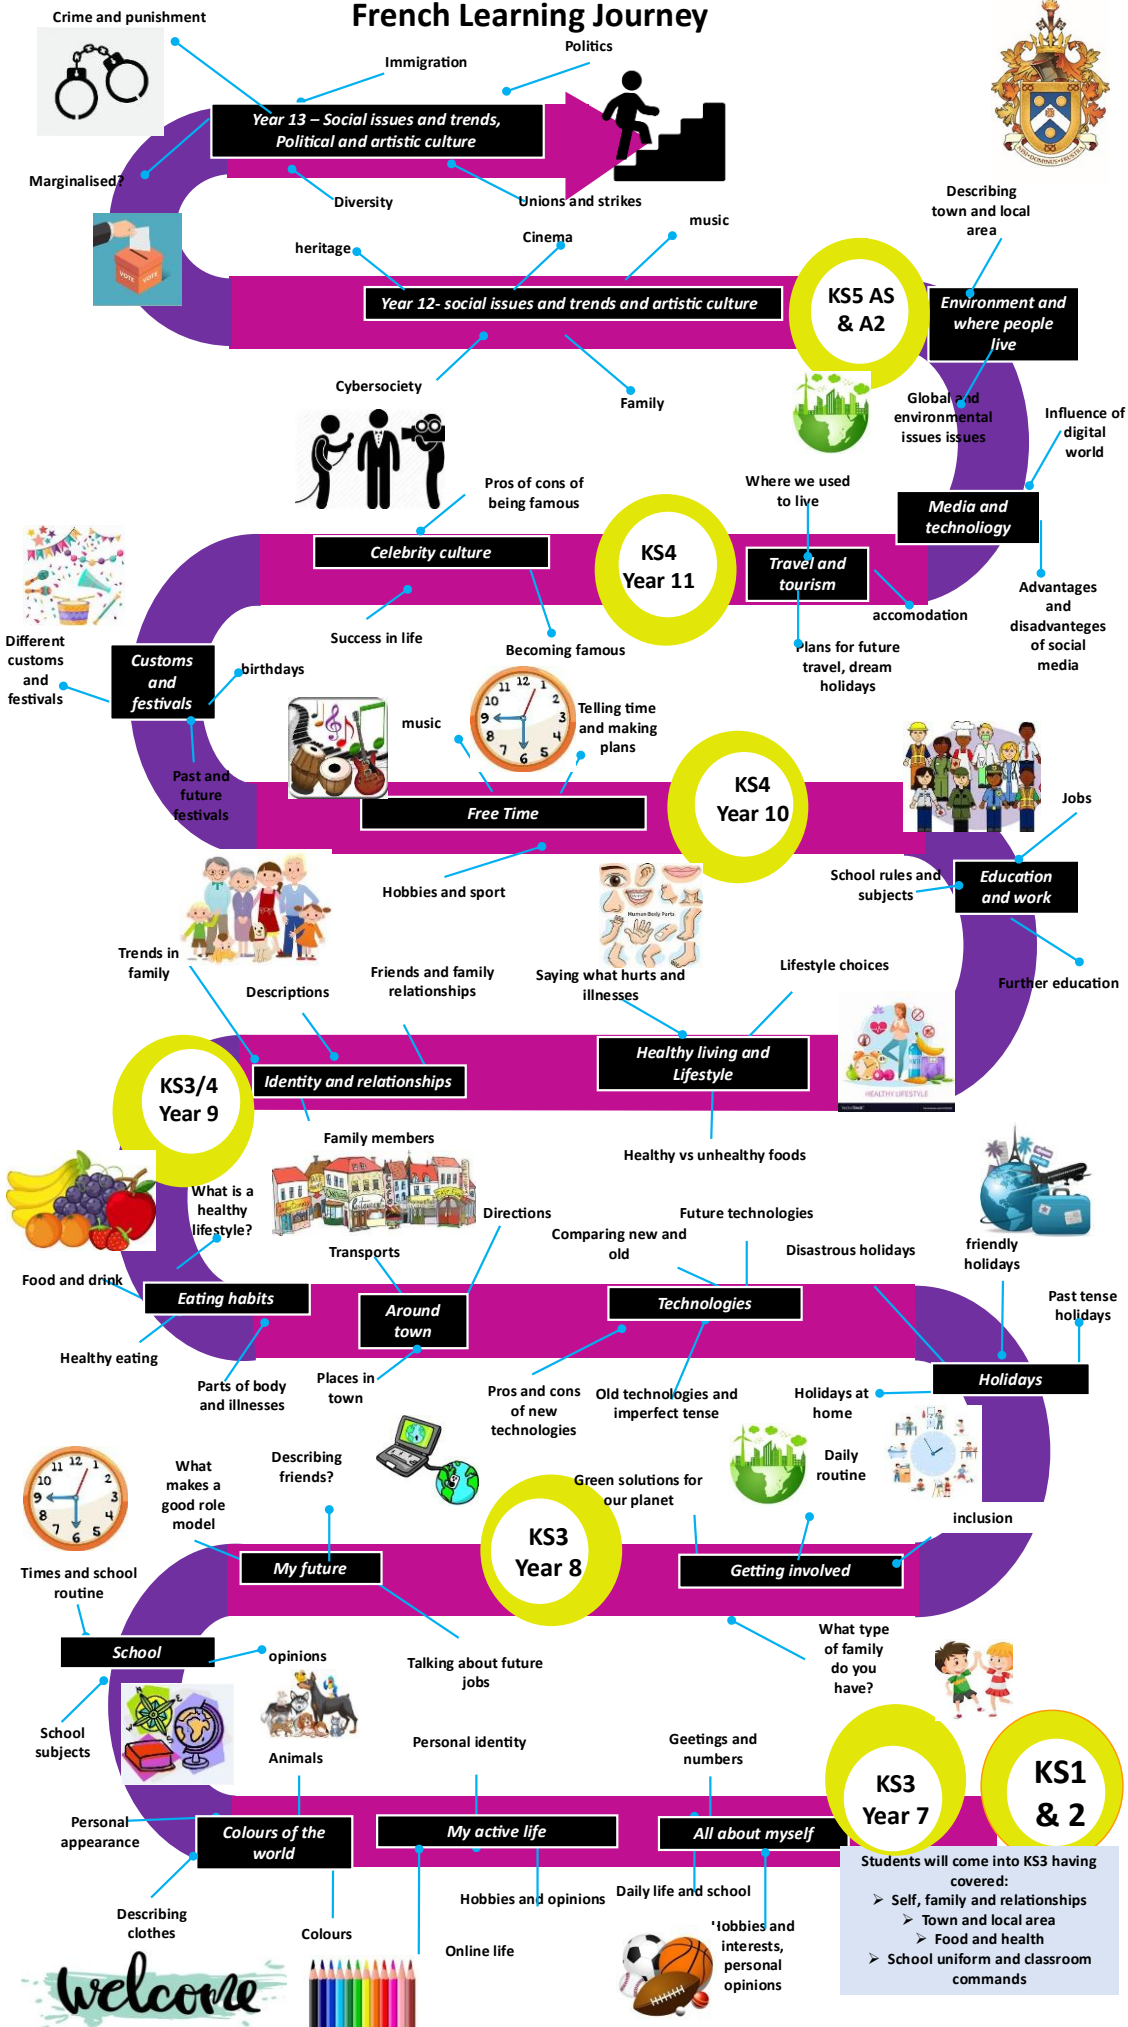 French Learning Journey
Crime and punishment
Immigration
Politics
Year 13 – Social issues and trends,
Political and artistic culture
Marginalised?
Diversity
Unions and strikes
VOTE VOTE
heritage
Cinema
music
Describing
town and local
area
Year 12- social issues and trends and artistic culture
KS5 AS
& A2
Environment and
where people
live
Cybersociety
Family
Global and
environmental
issues issues
Influence of
digital
world
Pros of cons of
being famous
Where we used
to live
Media and
technoliogy
Celebrity culture
KS4
Year 11
Travel and
tourism
Advantages
and
disadvanteges
of social
media
accomodation
Success in life
Becoming famous
Plans for future
travel, dream
holidays
Different
customs
and
festivals
Customs
and
festivals
birthdays
Past and
future
festivals
music
Telling time
and making
plans
KS4
Year 10
Free Time
Jobs
Hobbies and sport
School rules and
subjects
Education
and work
Further education
Human Body Parts
Trends in
family
Descriptions
Friends and family
relationships
Saying what hurts and
illnesses
Lifestyle choices
KS3/4
Year 9
Identity and relationships
Healthy living and
Lifestyle
HEALTHY LIFESTYLE
Family members
Healthy vs unhealthy foods
What is a
healthy
lifestyle?
Transports
Directions
Comparing new and
old
Future technologies
Disastrous holidays
friendly
holidays
Past tense
holidays
Food and drink
Eating habits
Around
town
Technologies
Healthy eating
Parts of body
and illnesses
Places in
town
Pros and cons
of new
technologies
Old technologies and
imperfect tense
Holidays at
home
Holidays
Daily
routine
What
makes a
good role
model
Describing
friends?
Green solutions for
our planet
inclusion
KS3
Year 8
My future
Getting involved
Times and school
routine
School
opinions
Talking about future
jobs
What type
of family
do you
have?
School
subjects
Animals
Personal identity
Geetings and
numbers
KS3
Year 7
KS1
& 2
Personal
appearance
Colours of the
world
My active life
All about myself
Describing
clothes
Colours
Hobbies and opinions
Online life
Daily life and school
Hobbies and
interests,
personal
opinions
Students will come into KS3 having
covered:
➢ Self, family and relationships
➢ Town and local area
➢ Food and health
➢ School uniform and classroom
commands
welcome